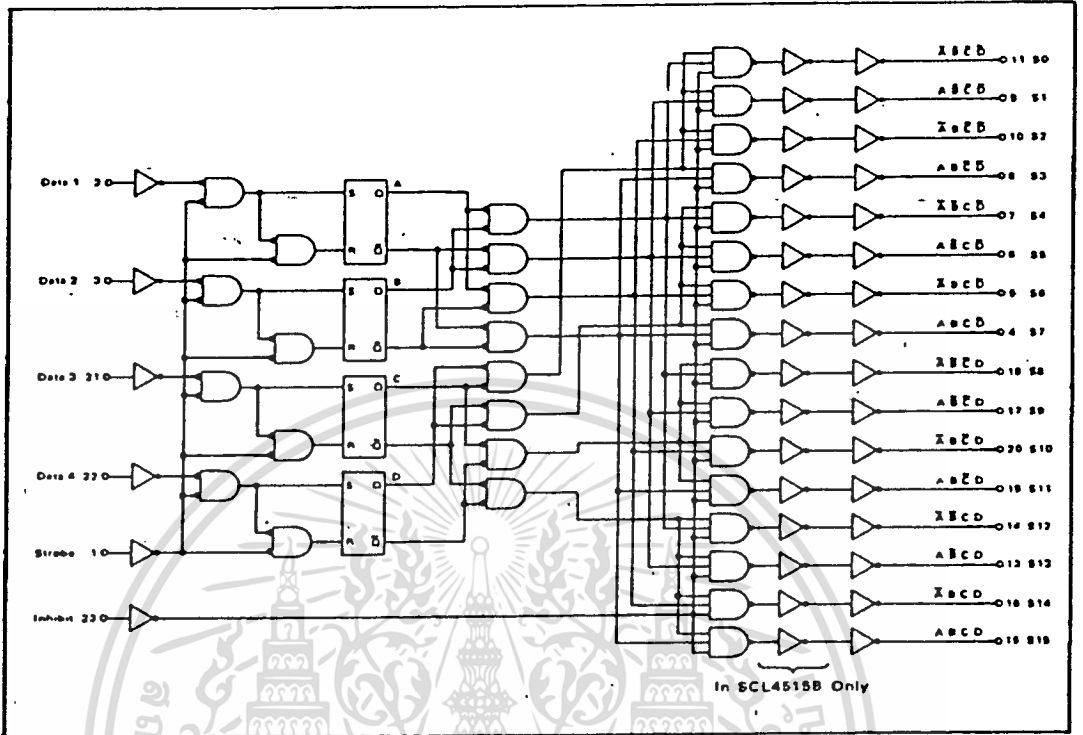 A̅ B̅ C̅ D̅ 11 S0
A B̅ C̅ D̅ 9 S1
A̅ B C̅ D̅ 10 S2
A B C̅ D̅ 8 S3
A̅ B̅ C D̅ 7 S4
A B̅ C D̅ 6 S5
A̅ B C D̅ 5 S6
A B C D̅ 4 S7
A̅ B̅ C̅ D 18 S8
A B̅ C̅ D 17 S9
A̅ B C̅ D 20 S10
A B C̅ D 19 S11
A̅ B̅ C D 14 S12
A B̅ C D 13 S13
A̅ B C D 16 S14
A B C D 15 S15
Data 1 2
Data 2 3
Data 3 21
Data 4 22
Strobe 1
Inhibit 23
S Q A
R Q̅
S Q B
R Q̅
S Q C
R Q̅
S Q D
R Q̅
In SCL4515B Only